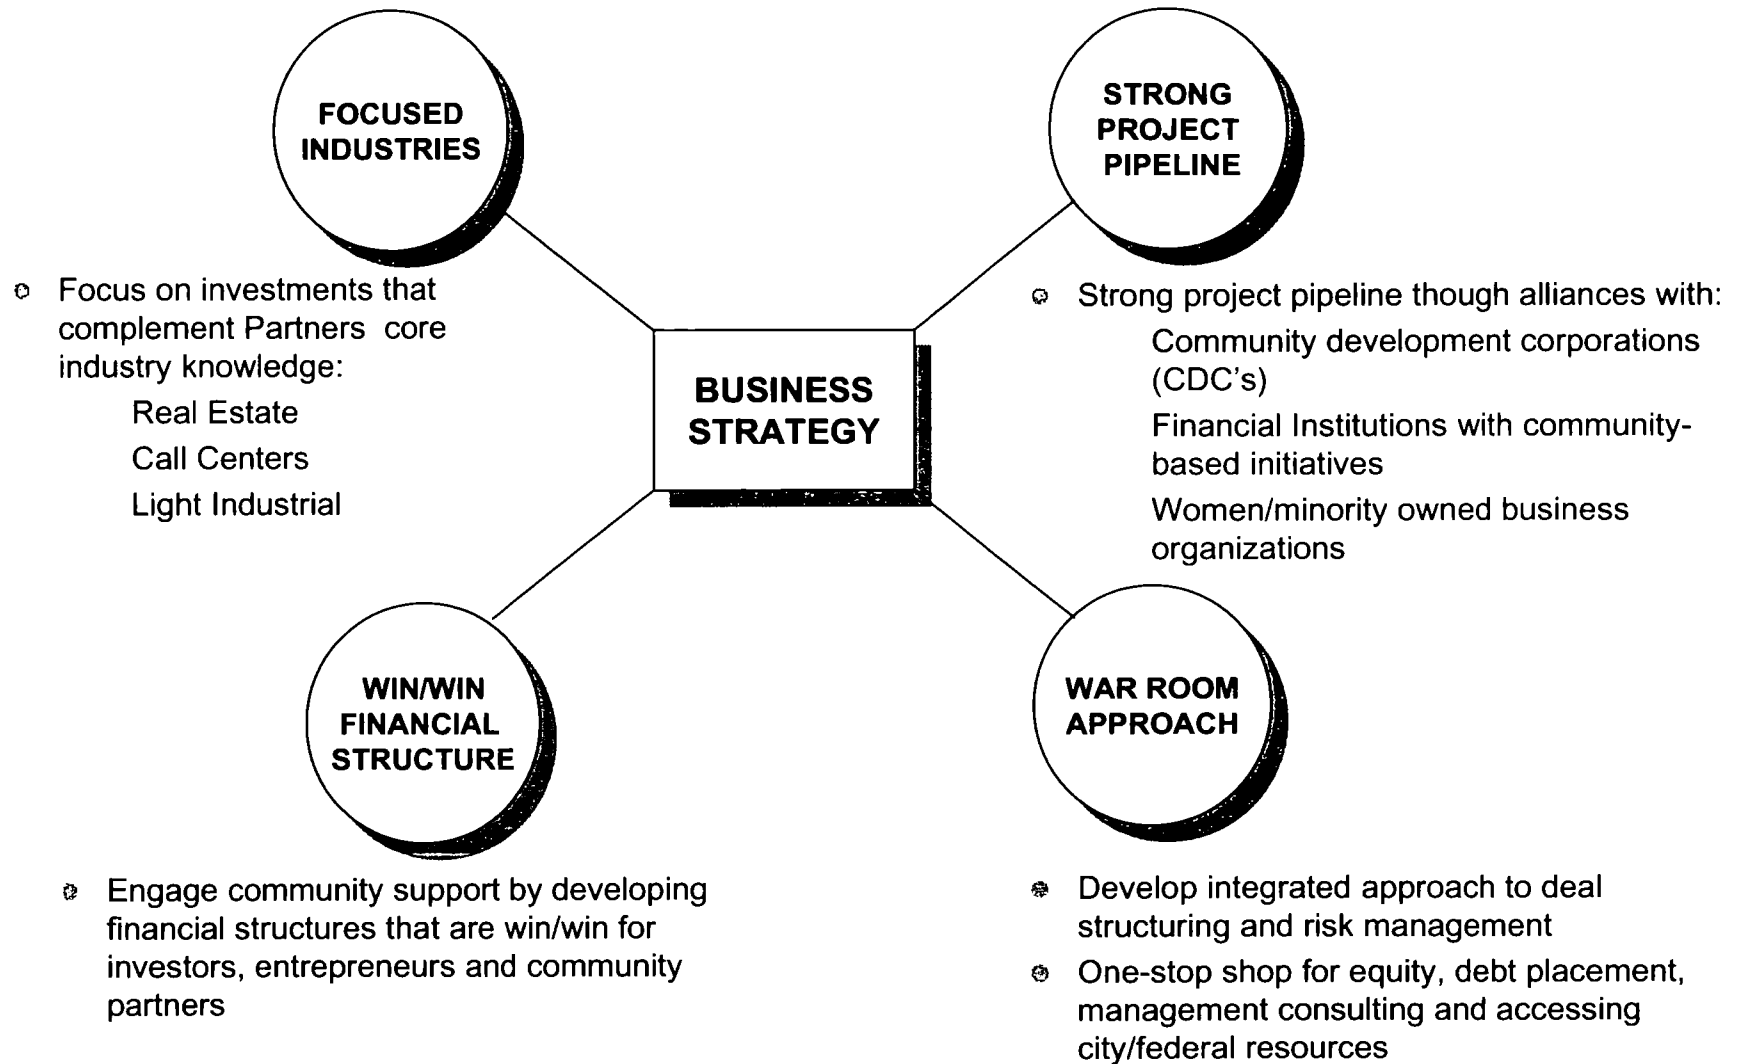 FOCUSED
INDUSTRIES
Focus on investments that
complement Partners core
industry knowledge:
Real Estate
Call Centers
Light Industrial
STRONG
PROJECT
PIPELINE
Strong project pipeline though alliances with:
Community development corporations
(CDC's)
Financial Institutions with community-
based initiatives
Women/minority owned business
organizations
BUSINESS
STRATEGY
WIN/WIN
FINANCIAL
STRUCTURE
Engage community support by developing
financial structures that are win/win for
investors, entrepreneurs and community
partners
WAR ROOM
APPROACH
Develop integrated approach to deal
structuring and risk management
One-stop shop for equity, debt placement,
management consulting and accessing
city/federal resources